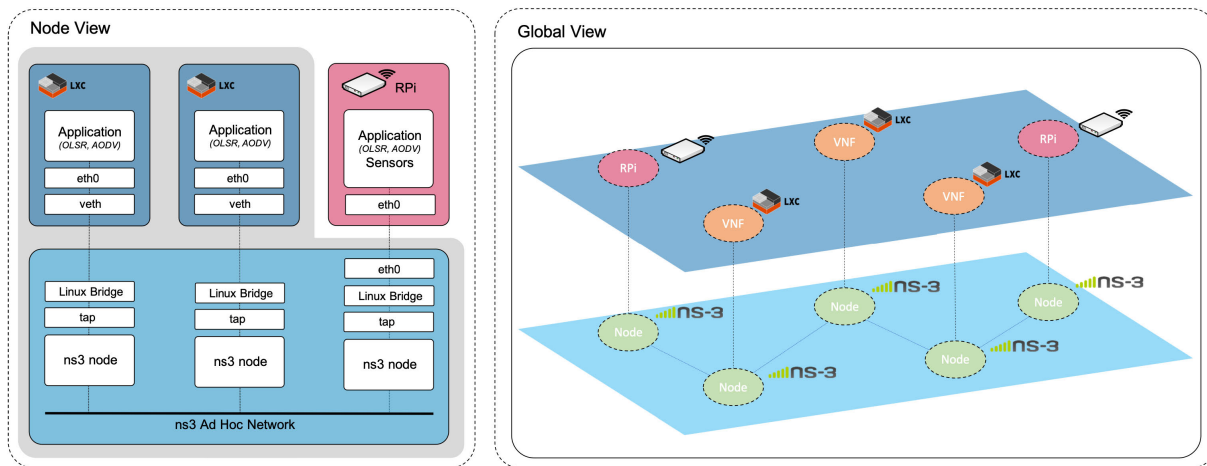 Node View
LXC
Application
(OLSR, AODV)
eth0
veth
LXC
Application
(OLSR, AODV)
eth0
veth
RPi
Application
(OLSR, AODV)
Sensors
eth0
Linux Bridge
tap
ns3 node
Linux Bridge
tap
ns3 node
eth0
Linux Bridge
tap
ns3 node
ns3 Ad Hoc Network
Global View
RPi
VNF
LXC
RPi
VNF
LXC
VNF
LXC
Node
ns-3
Node
ns-3
Node
ns-3
Node
ns-3
Node
ns-3